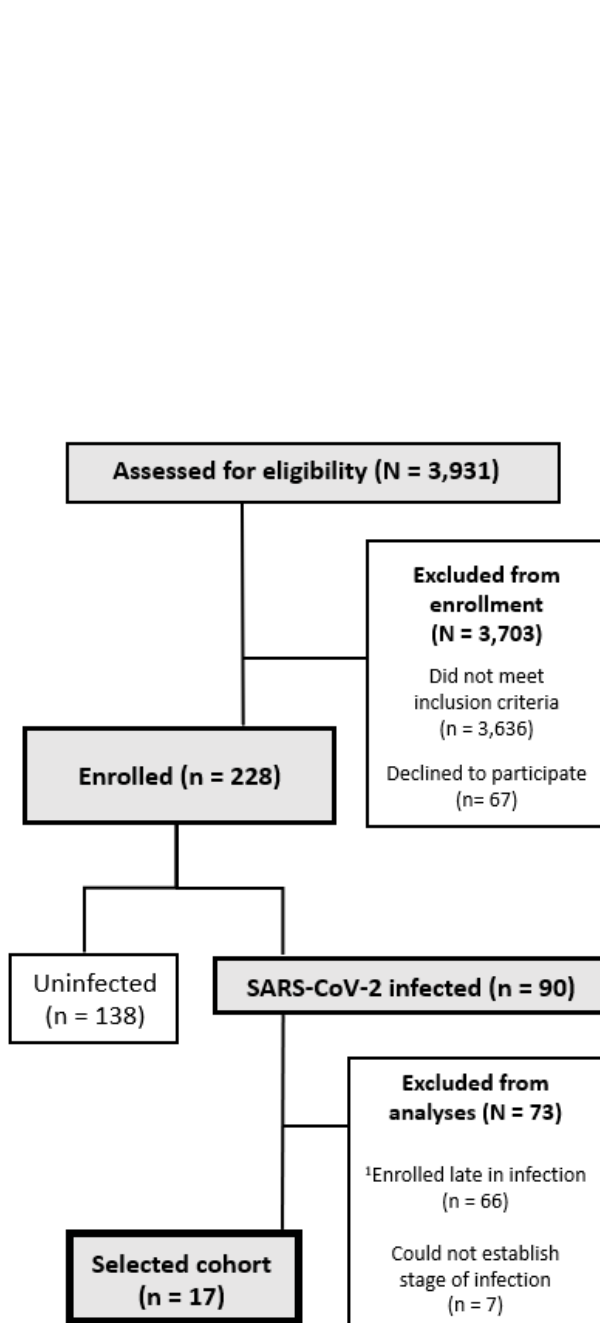 Assessed for eligibility (N = 3,931)
Excluded from
enrollment
(N = 3,703)
Did not meet
inclusion criteria
(n = 3,636)
Declined to participate
(n= 67)
Enrolled (n = 228)
Uninfected
(n = 138)
SARS-CoV-2 infected (n = 90)
Excluded from
analyses (N = 73)
¹Enrolled late in infection
(n = 66)
Could not establish
stage of infection
(n = 7)
Selected cohort
(n = 17)